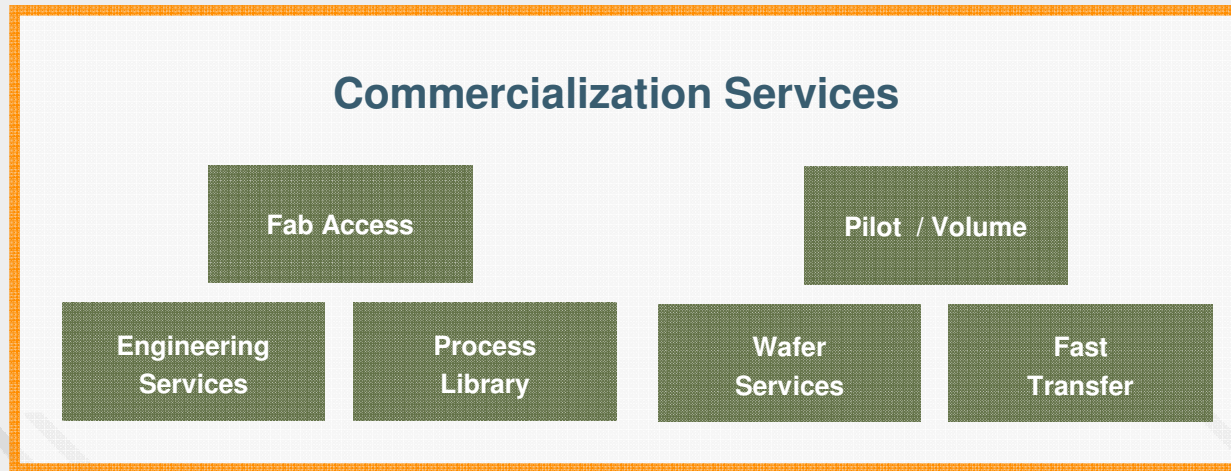 Commercialization Services
Fab Access
Pilot / Volume
Engineering
Services
Process
Library
Wafer
Services
Fast
Transfer